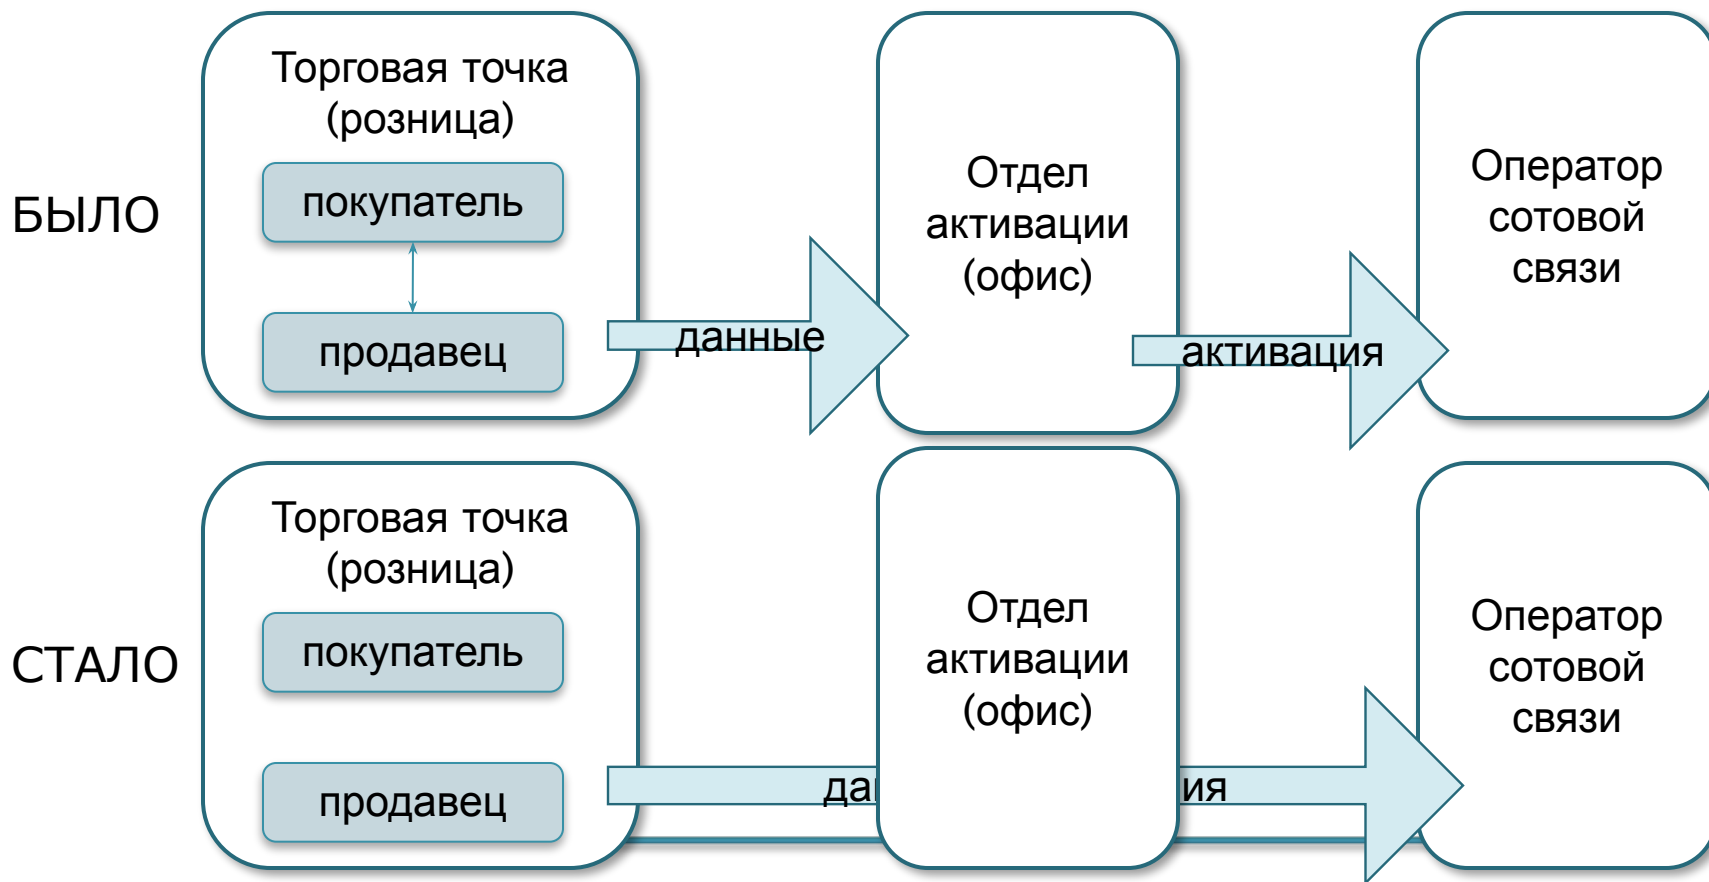 БЫЛО
Торговая точка
(розница)
покупатель
продавец
данные
Отдел
активации
(офис)
активация
Оператор
сотовой
связи
СТАЛО
Торговая точка
(розница)
покупатель
продавец
Отдел
активации
(офис)
Оператор
сотовой
связи